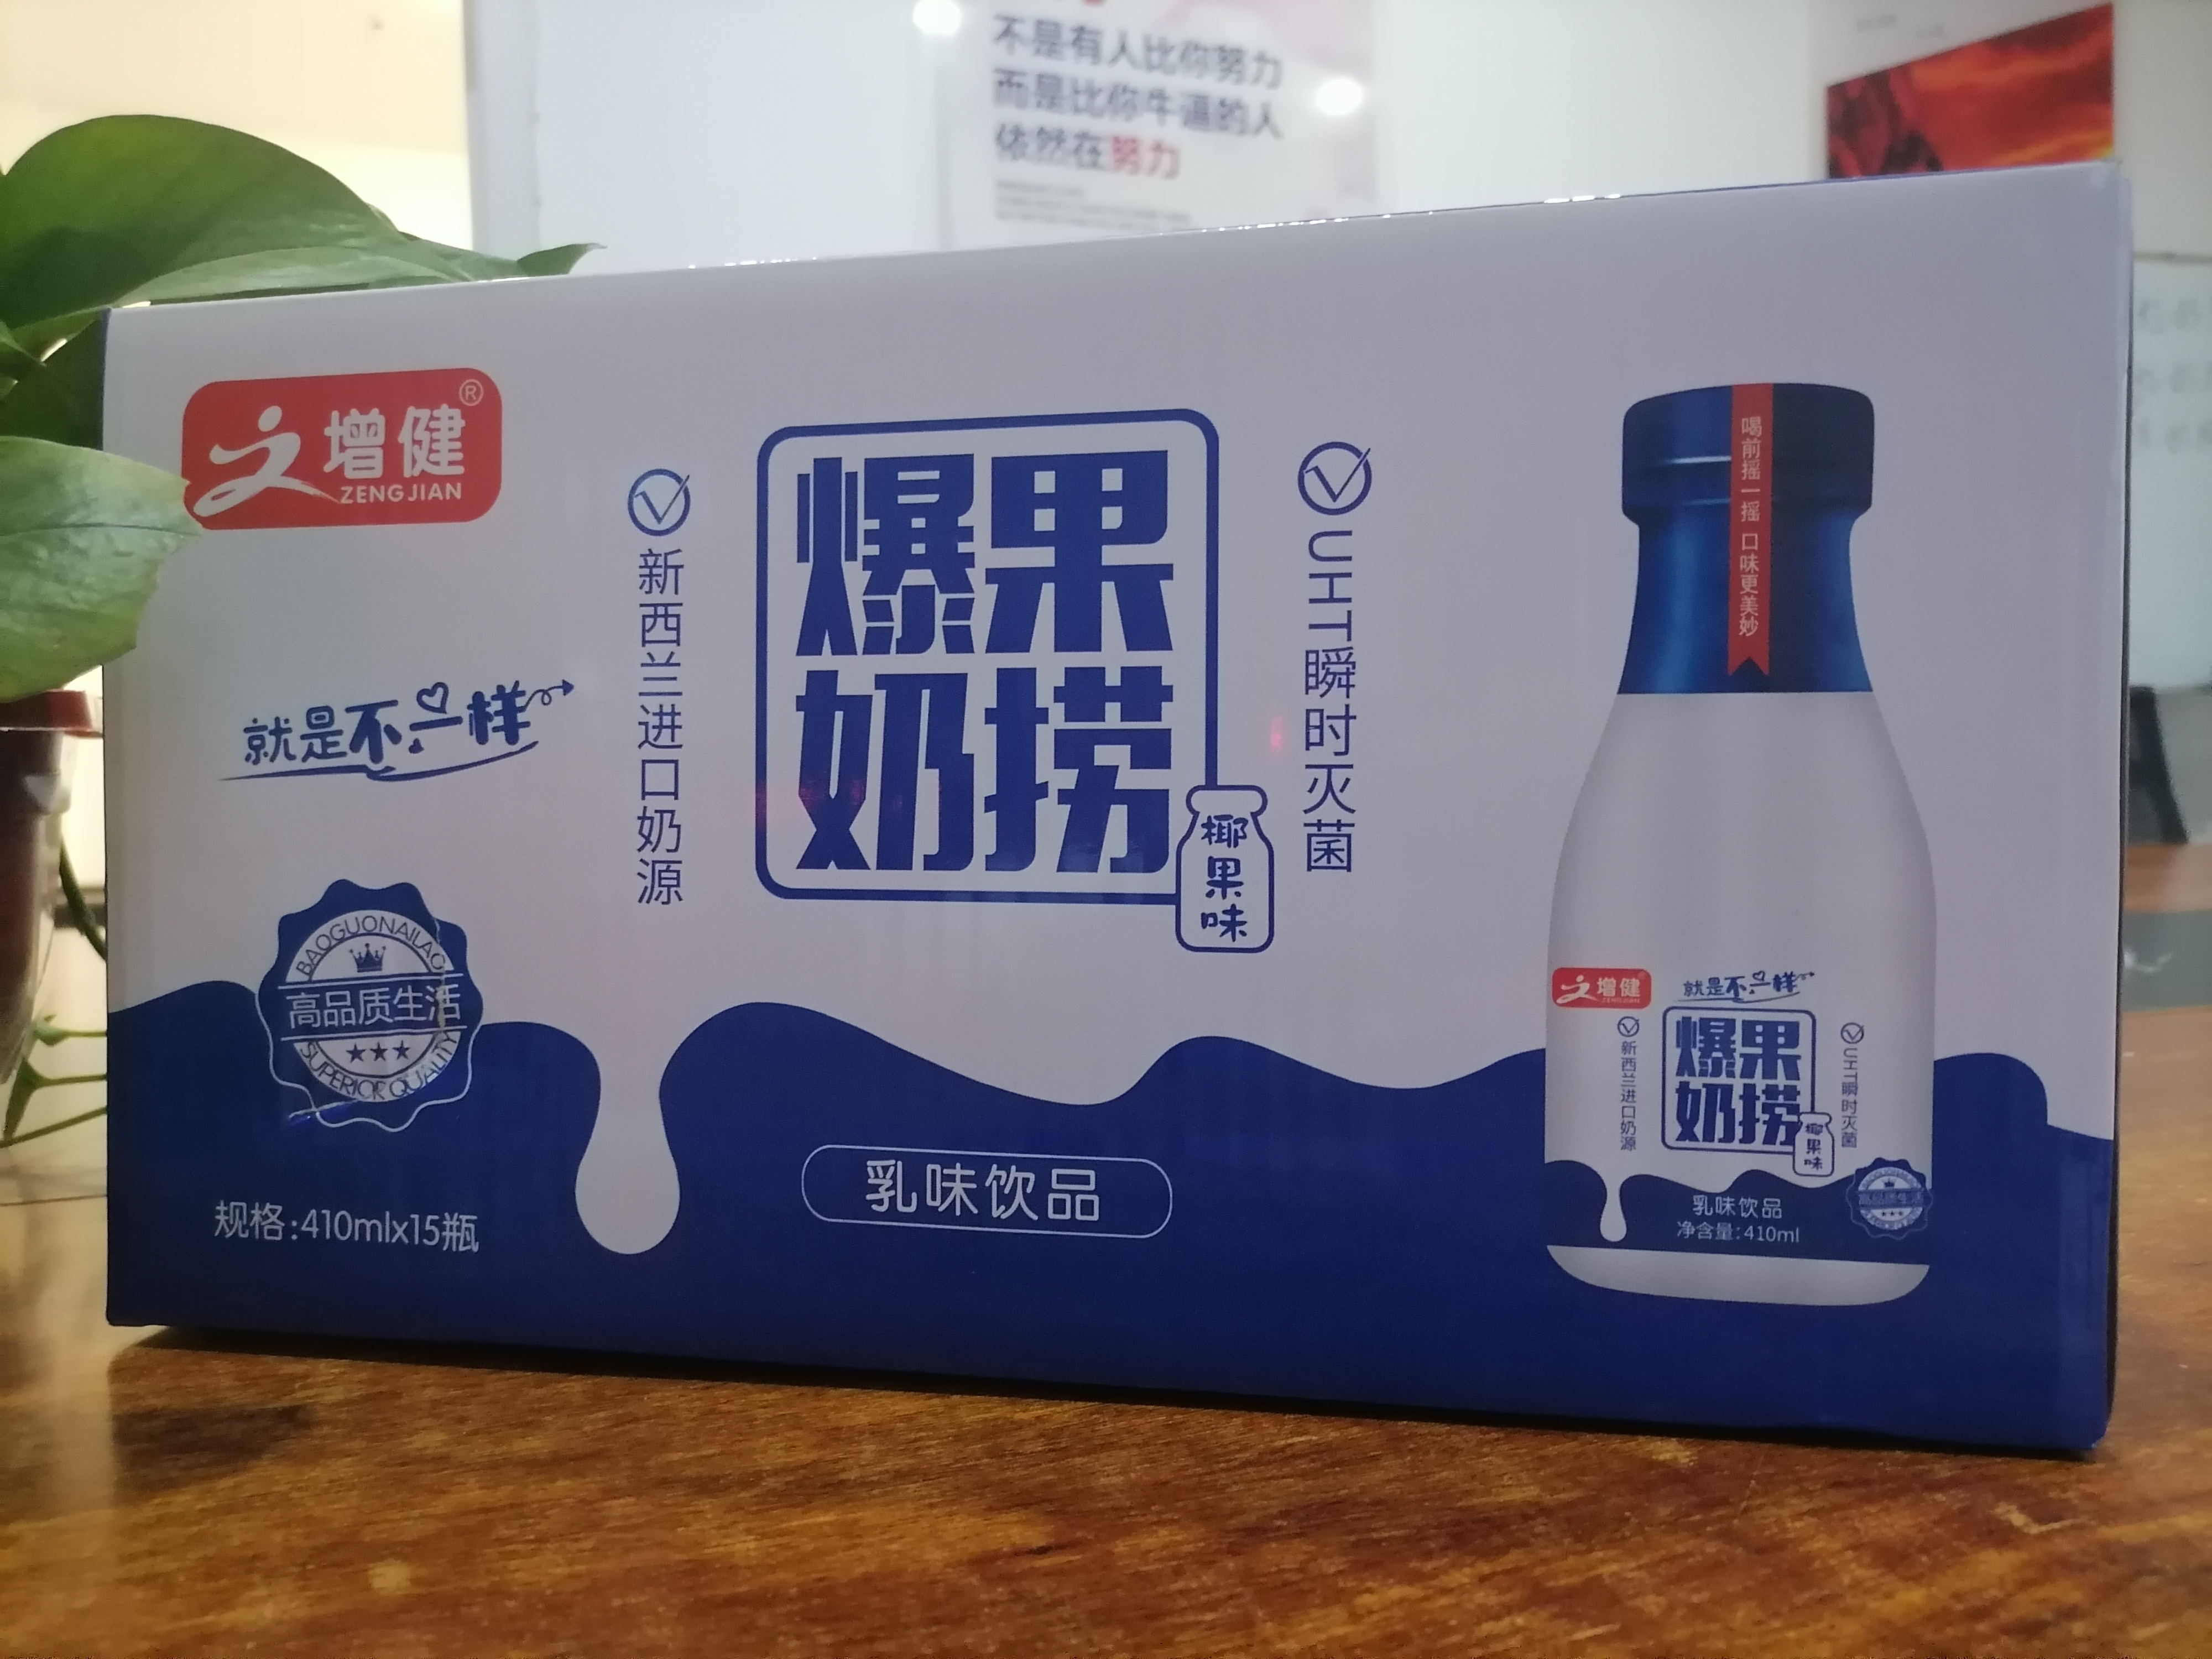 不是有人比你努力
而是比你牛逼的人
依然在努力
增健®
ZENGJIAN
就是不一样
新西兰进口奶源
爆果
奶捞
椰果味
UHT瞬时灭菌
BAOGUONAILAO
高品质生活
SUPERIOR QUALITY
规格:410mlx15瓶
乳味饮品
喝前摇一摇 口味更美妙
增健
ZENGJIAN
就是不一样
新西兰进口奶源
爆果
奶捞
椰果味
UHT瞬时灭菌
高品质生活
乳味饮品
净含量:410ml